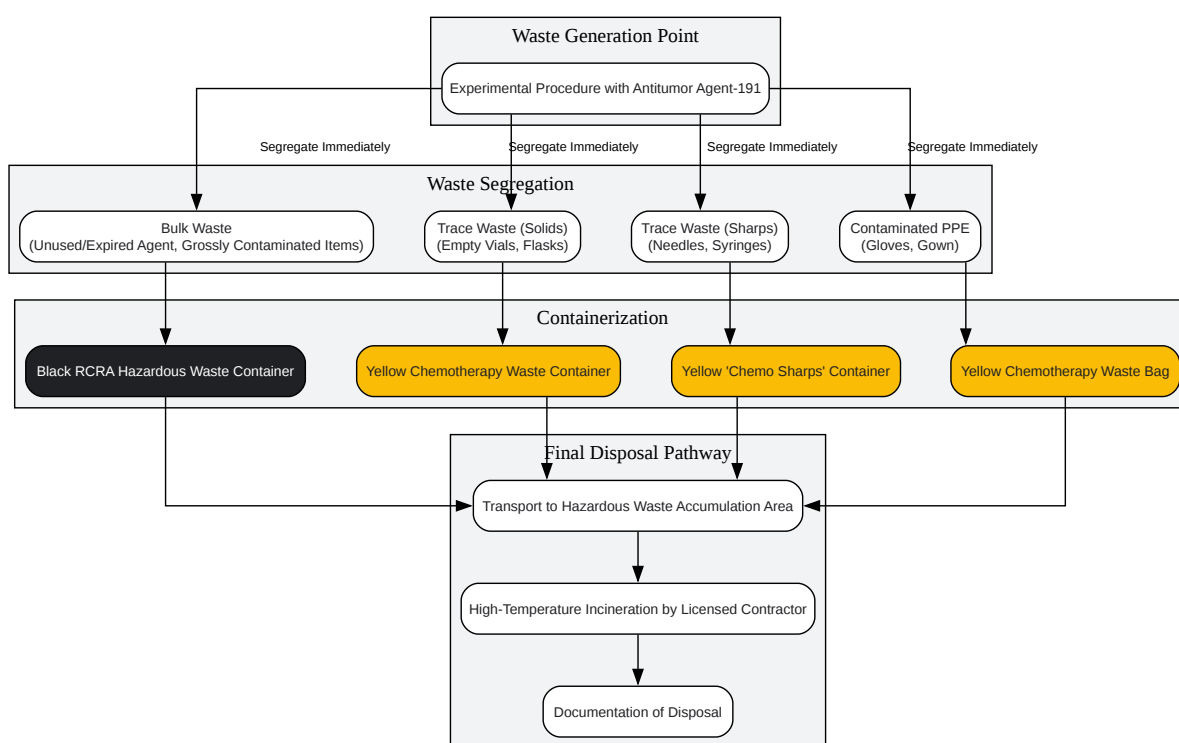 Waste Generation Point
Experimental Procedure with Antitumor Agent-191
Segregate Immediately
Segregate Immediately
Segregate Immediately
Segregate Immediately
Waste Segregation
Bulk Waste
(Unused/Expired Agent, Grossly Contaminated Items)
Trace Waste (Solids)
(Empty Vials, Flasks)
Trace Waste (Sharps)
(Needles, Syringes)
Contaminated PPE
(Gloves, Gown)
Containerization
Black RCRA Hazardous Waste Container
Yellow Chemotherapy Waste Container
Yellow 'Chemo Sharps' Container
Yellow Chemotherapy Waste Bag
Final Disposal Pathway
Transport to Hazardous Waste Accumulation Area
High-Temperature Incineration by Licensed Contractor
Documentation of Disposal